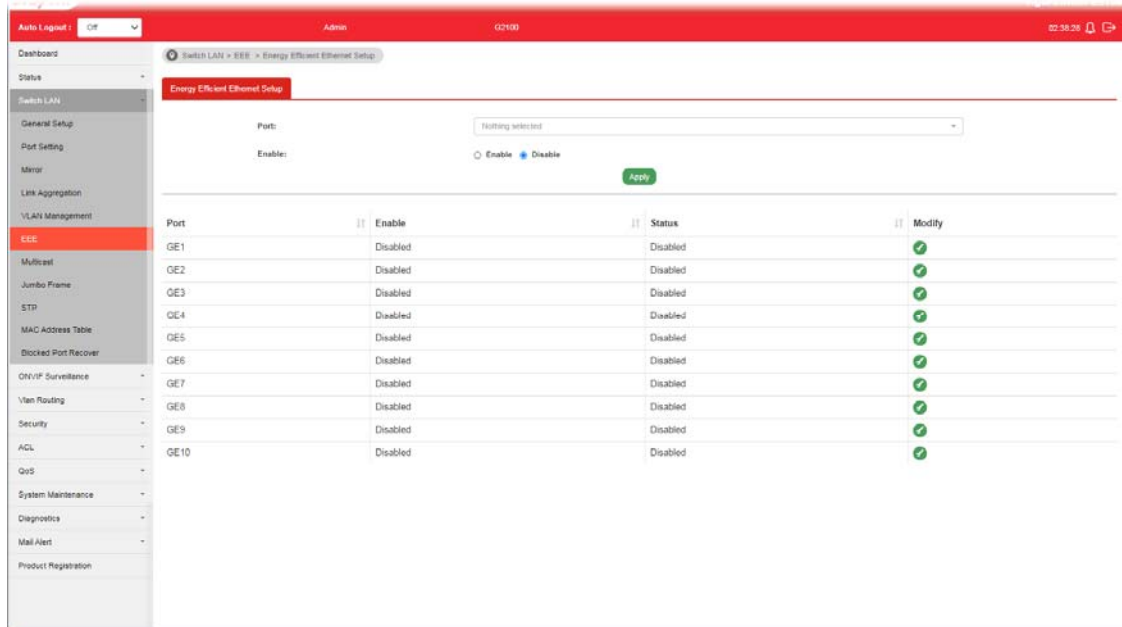 Auto Logout : Off Admin G2100 02:38:28
Dashboard
Switch LAN > EEE > Energy Efficient Ethernet Setup
Status
Energy Efficient Ethernet Setup
Switch LAN
General Setup
Port: Nothing selected
Port Setting
Enable: Enable Disable
Mirror
Apply
Link Aggregation
VLAN Management
Port Enable Status Modify
EEE
GE1 Disabled Disabled
Multicast
GE2 Disabled Disabled
Jumbo Frame
GE3 Disabled Disabled
STP
GE4 Disabled Disabled
MAC Address Table
GE5 Disabled Disabled
Blocked Port Recover
GE6 Disabled Disabled
ONVIF Surveillance
GE7 Disabled Disabled
Vlan Routing
GE8 Disabled Disabled
Security
GE9 Disabled Disabled
ACL
GE10 Disabled Disabled
QoS
System Maintenance
Diagnostics
Mail Alert
Product Registration